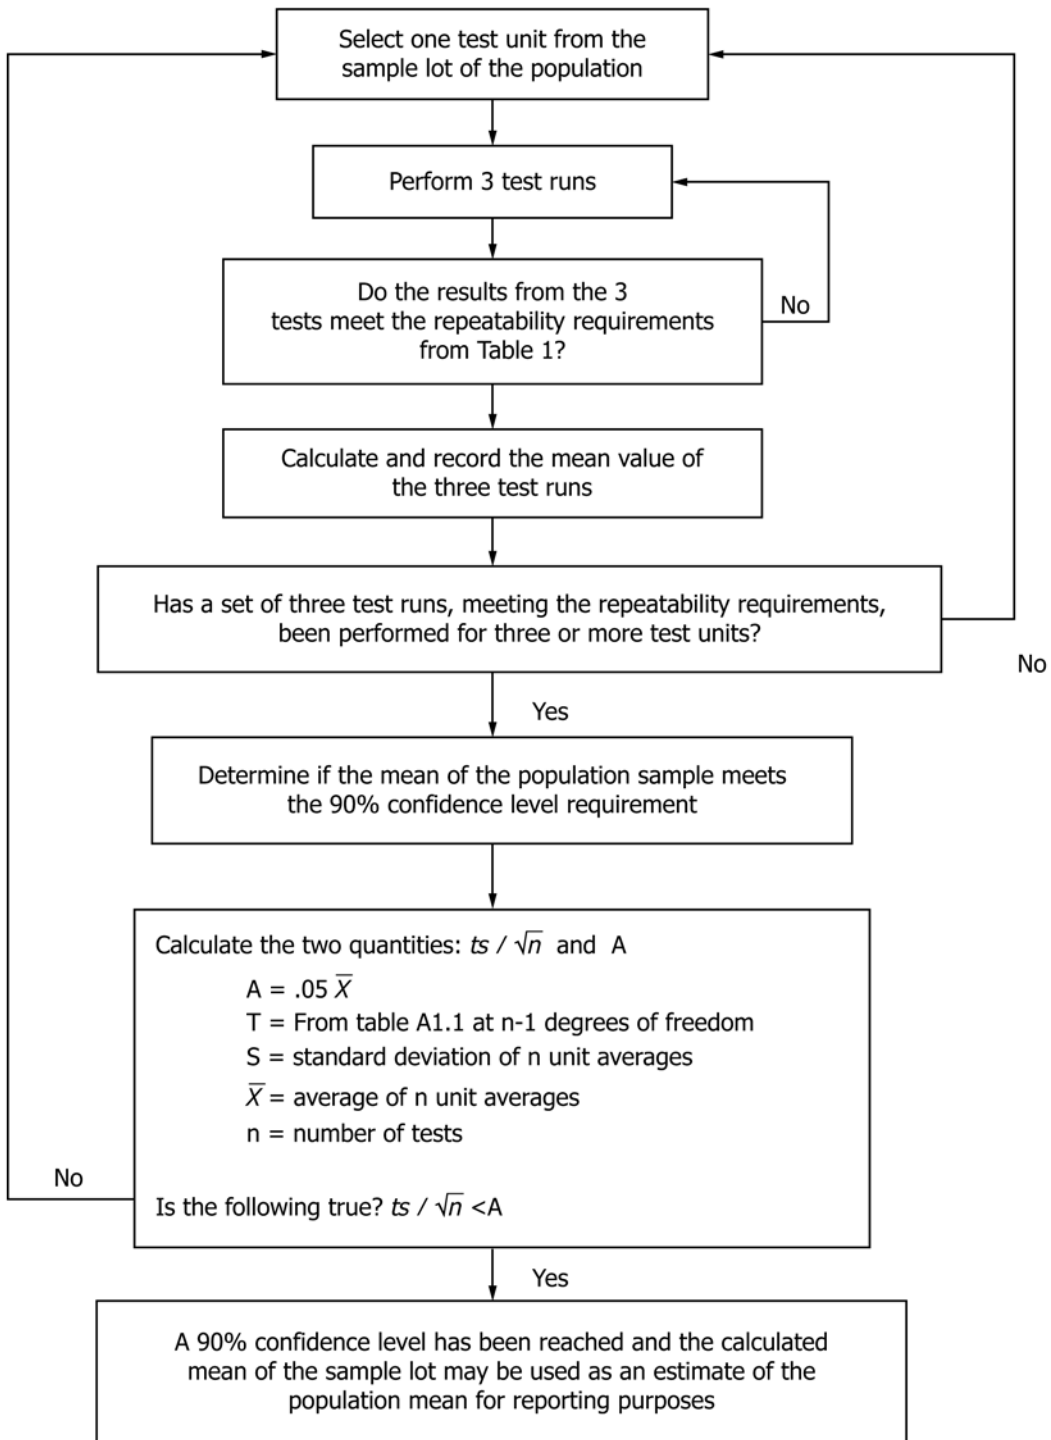 Select one test unit from the
sample lot of the population
Perform 3 test runs
Do the results from the 3
tests meet the repeatability requirements
from Table 1?
No
Calculate and record the mean value of
the three test runs
Has a set of three test runs, meeting the repeatability requirements,
been performed for three or more test units?
No
Yes
Determine if the mean of the population sample meets
the 90% confidence level requirement
Calculate the two quantities: ts / √n and A
A = .05 X̅
T = From table A1.1 at n-1 degrees of freedom
S = standard deviation of n unit averages
X̅ = average of n unit averages
n = number of tests
No
Is the following true? ts / √n <A
Yes
A 90% confidence level has been reached and the calculated
mean of the sample lot may be used as an estimate of the
population mean for reporting purposes